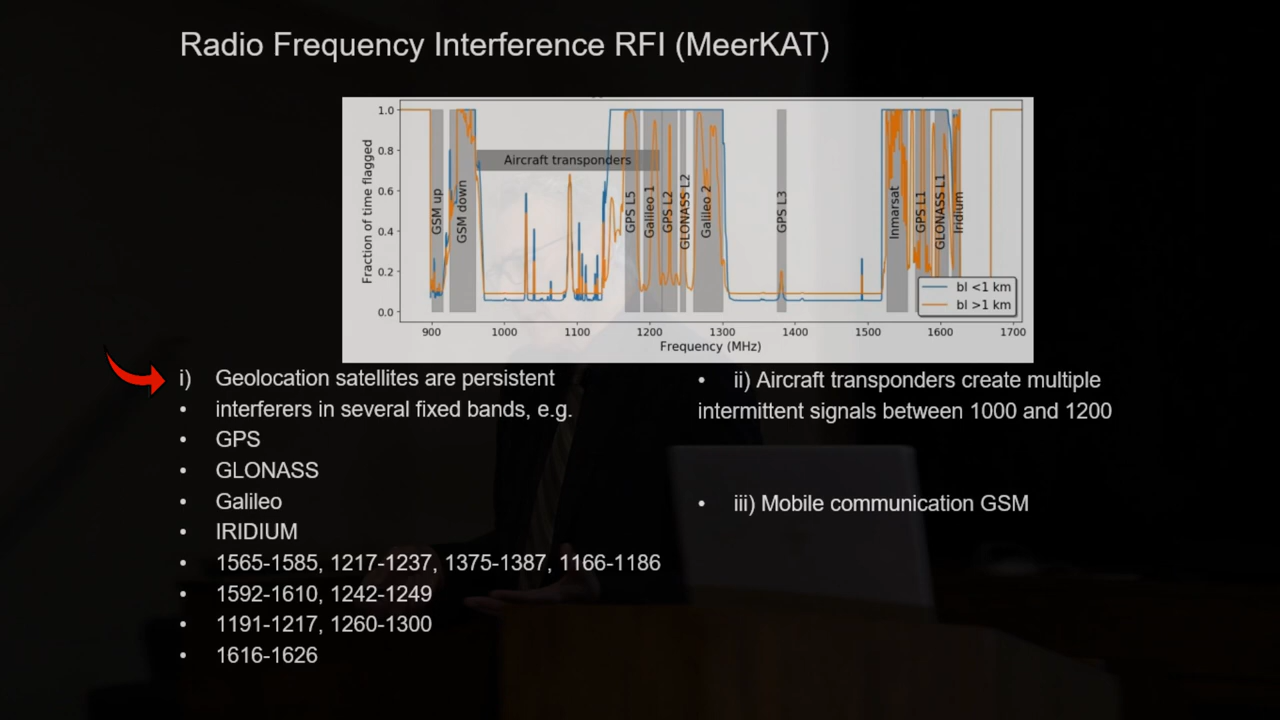 Radio Frequency Interference RFI (MeerKAT)
Fraction of time flagged
1.0
0.8
0.6
0.4
0.2
0.0
Aircraft transponders
GSM up
GSM down
GPS L5
Galileo 1
GPS L2
GLONASS L2
Galileo 2
GPS L3
Inmarsat
GPS L1
GLONASS L1
Iridium
bl <1 km
bl >1 km
900 1000 1100 1200 1300 1400 1500 1600 1700
Frequency (MHz)
i) Geolocation satellites are persistent
• interferers in several fixed bands, e.g.
• GPS
• GLONASS
• Galileo
• IRIDIUM
• 1565-1585, 1217-1237, 1375-1387, 1166-1186
• 1592-1610, 1242-1249
• 1191-1217, 1260-1300
• 1616-1626
• ii) Aircraft transponders create multiple
intermittent signals between 1000 and 1200
• iii) Mobile communication GSM